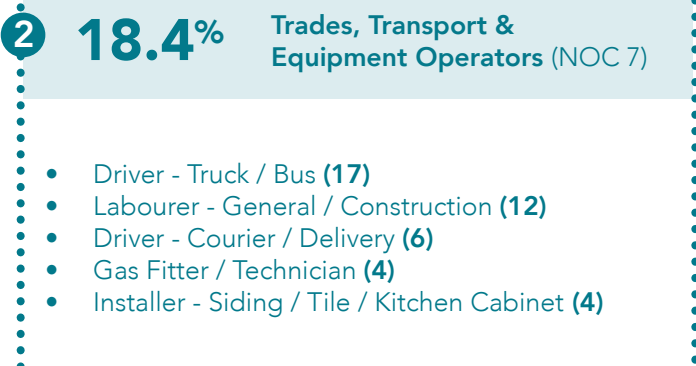 2 18.4% Trades, Transport &
Equipment Operators (NOC 7)
• Driver - Truck / Bus (17)
• Labourer - General / Construction (12)
• Driver - Courier / Delivery (6)
• Gas Fitter / Technician (4)
• Installer - Siding / Tile / Kitchen Cabinet (4)